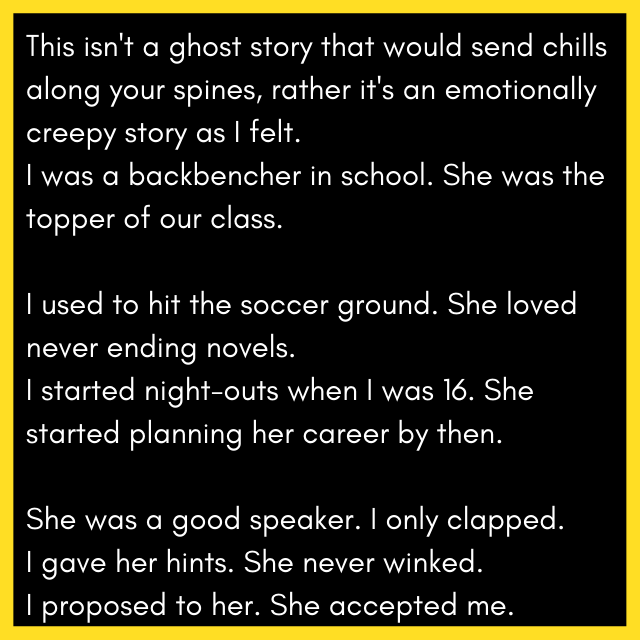 This isn't a ghost story that would send chills
along your spines, rather it's an emotionally
creepy story as I felt.
I was a backbencher in school. She was the
topper of our class.
I used to hit the soccer ground. She loved
never ending novels.
I started night-outs when I was 16. She
started planning her career by then.
She was a good speaker. I only clapped.
I gave her hints. She never winked.
I proposed to her. She accepted me.